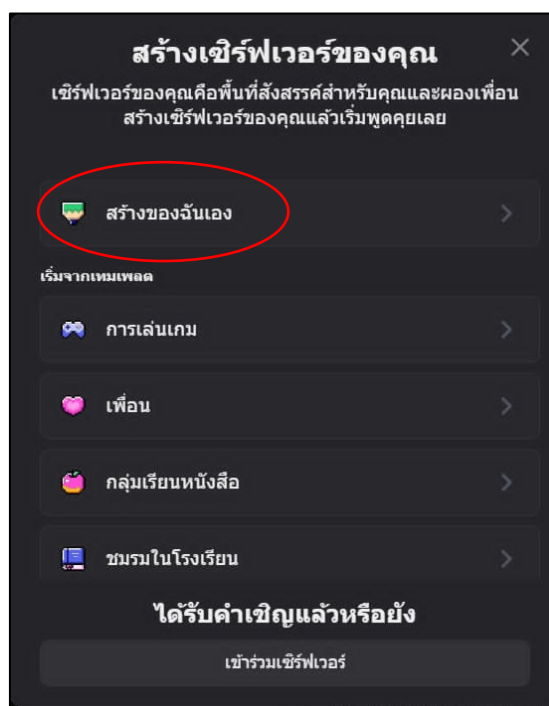 สร้างเซิร์ฟเวอร์ของคุณ
เซิร์ฟเวอร์ของคุณคือพื้นที่สังสรรค์สำหรับคุณและผองเพื่อน
สร้างเซิร์ฟเวอร์ของคุณแล้วเริ่มพูดคุยเลย
สร้างของฉันเอง
เริ่มจากเทมเพลต
การเล่นเกม
เพื่อน
กลุ่มเรียนหนังสือ
ชมรมในโรงเรียน
ได้รับคำเชิญแล้วหรือยัง
เข้าร่วมเซิร์ฟเวอร์